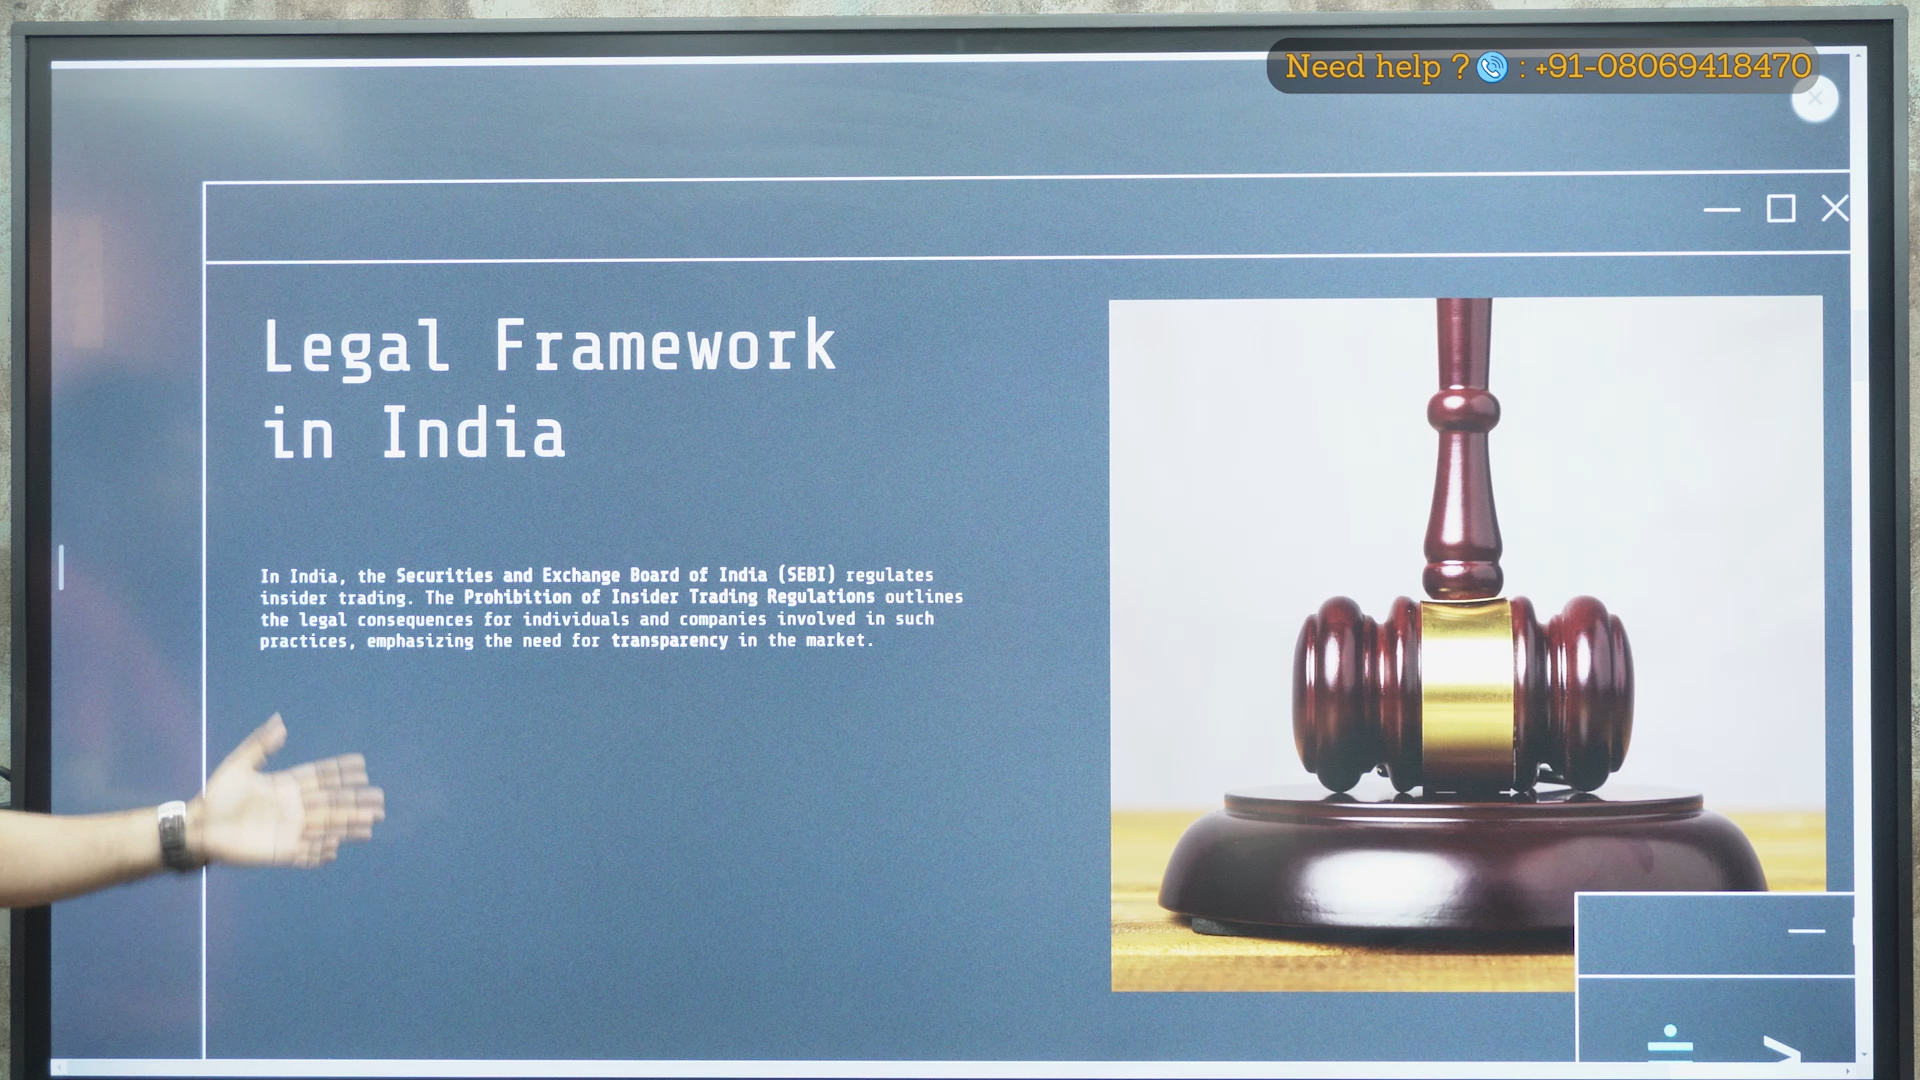 Need help ? : +91-08069418470
Legal Framework
in India
In India, the Securities and Exchange Board of India (SEBI) regulates
insider trading. The Prohibition of Insider Trading Regulations outlines
the legal consequences for individuals and companies involved in such
practices, emphasizing the need for transparency in the market.